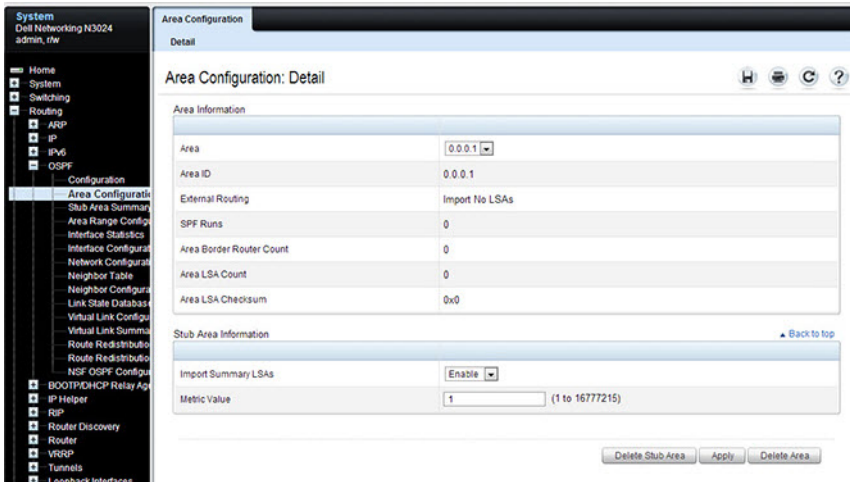 System
Dell Networking N3024
admin, r/w
Home
System
Switching
Routing
ARP
IP
IPv6
OSPF
Configuration
Area Configuratio
Stub Area Summary
Area Range Configu
Interface Statistics
Interface Configurat
Network Configurati
Neighbor Table
Neighbor Configura
Link State Database
Virtual Link Configu
Virtual Link Summa
Route Redistributio
Route Redistributio
NSF OSPF Configur
BOOTP/DHCP Relay Age
IP Helper
RIP
Router Discovery
Router
VRRP
Tunnels
Loopback Interfaces
Area Configuration
Detail
Area Configuration: Detail
Area Information
Area 0.0.0.1
Area ID 0.0.0.1
External Routing Import No LSAs
SPF Runs 0
Area Border Router Count 0
Area LSA Count 0
Area LSA Checksum 0x0
Stub Area Information Back to top
Import Summary LSAs Enable
Metric Value 1 (1 to 16777215)
Delete Stub Area Apply Delete Area